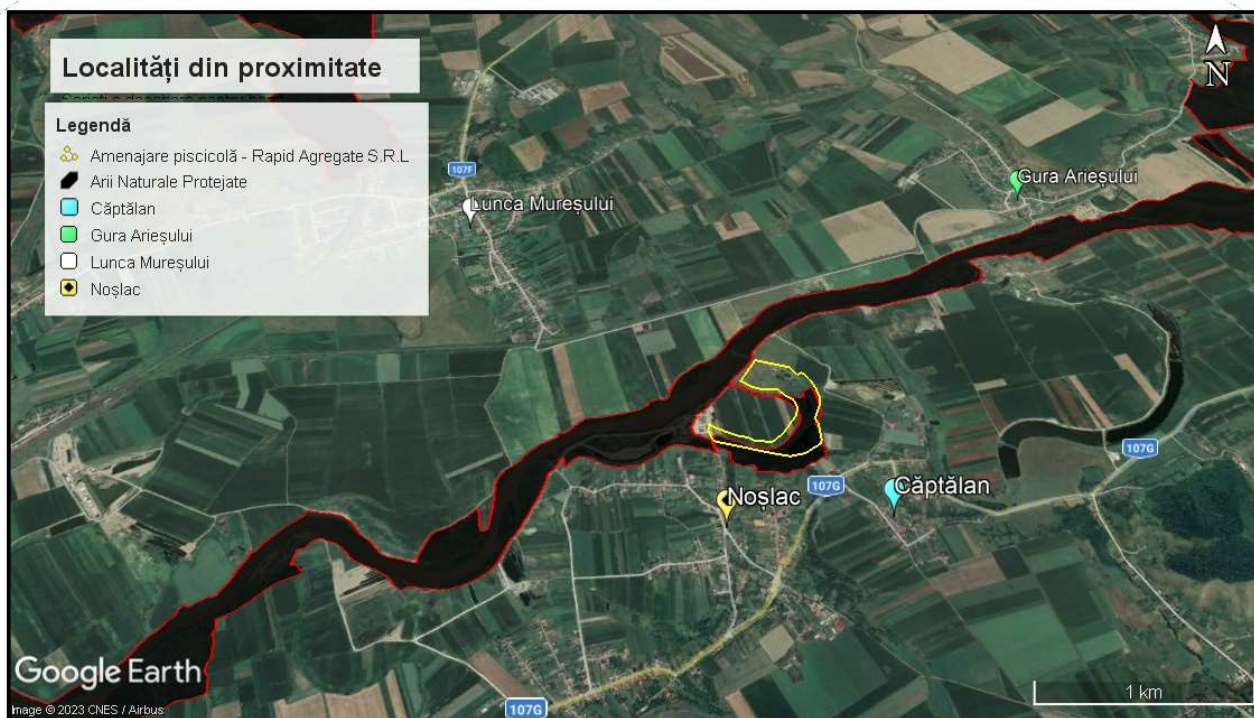 Localități din proximitate
Legendă
Amenajare piscicolă - Rapid Agregate S.R.L
Arii Naturale Protejate
Căptălan
Gura Arieșului
Lunca Mureșului
Noșlac
N
107F
Lunca Mureșului
Gura Arieșului
107G
Noșlac
107G
Căptălan
Google Earth
Image © 2023 CNES / Airbus
107G
1 km